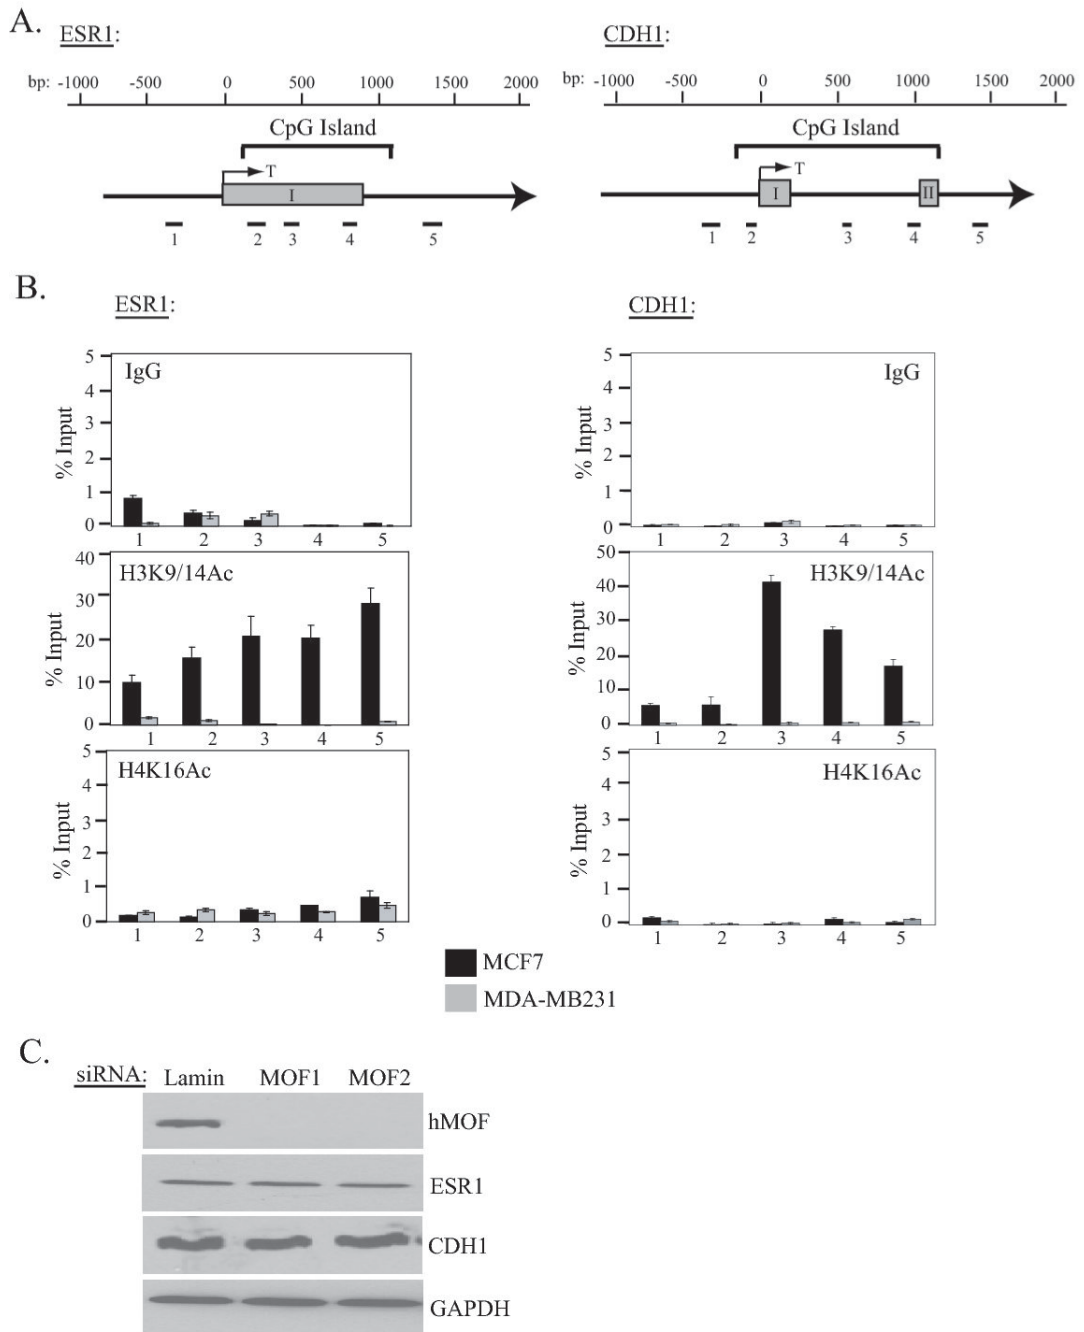 A.
ESR1:
bp: -1000 -500 0 500 1000 1500 2000
CpG Island
T
I
1 2 3 4 5
CDH1:
bp: -1000 -500 0 500 1000 1500 2000
CpG Island
T
I II
1 2 3 4 5
B.
ESR1:
IgG
% Input
5
4
3
2
1
0
1 2 3 4 5
H3K9/14Ac
% Input
40
30
20
10
0
1 2 3 4 5
H4K16Ac
% Input
5
4
3
2
1
0
1 2 3 4 5
CDH1:
IgG
% Input
5
4
3
2
1
0
1 2 3 4 5
H3K9/14Ac
% Input
50
40
30
20
10
0
1 2 3 4 5
H4K16Ac
% Input
5
4
3
2
1
0
1 2 3 4 5
MCF7
MDA-MB231
C.
siRNA: Lamin MOF1 MOF2
hMOF
ESR1
CDH1
GAPDH